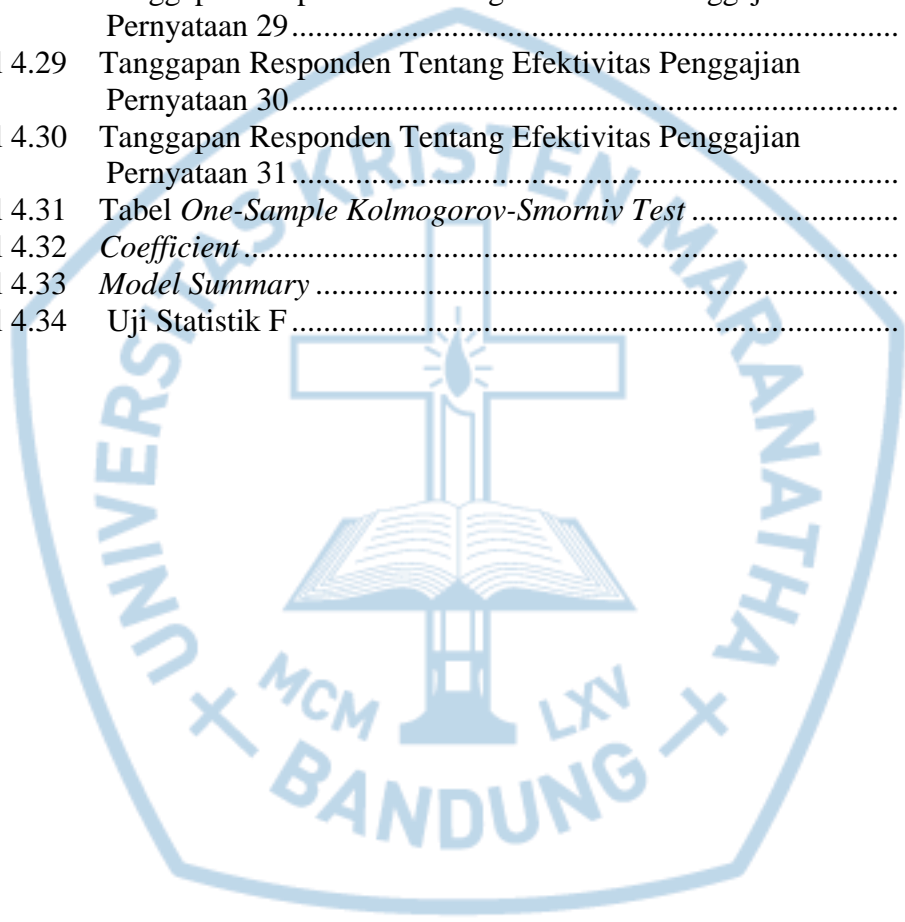 Pernyataan 29
4.29 Tanggapan Responden Tentang Efektivitas Penggajian
Pernyataan 30
4.30 Tanggapan Responden Tentang Efektivitas Penggajian
Pernyataan 31
4.31 Tabel One-Sample Kolmogorov-Smorniv Test
4.32 Coefficient
4.33 Model Summary
4.34 Uji Statistik F
UNIVERSITAS KRISTEN MARANATHA
MCM LXV
BANDUNG